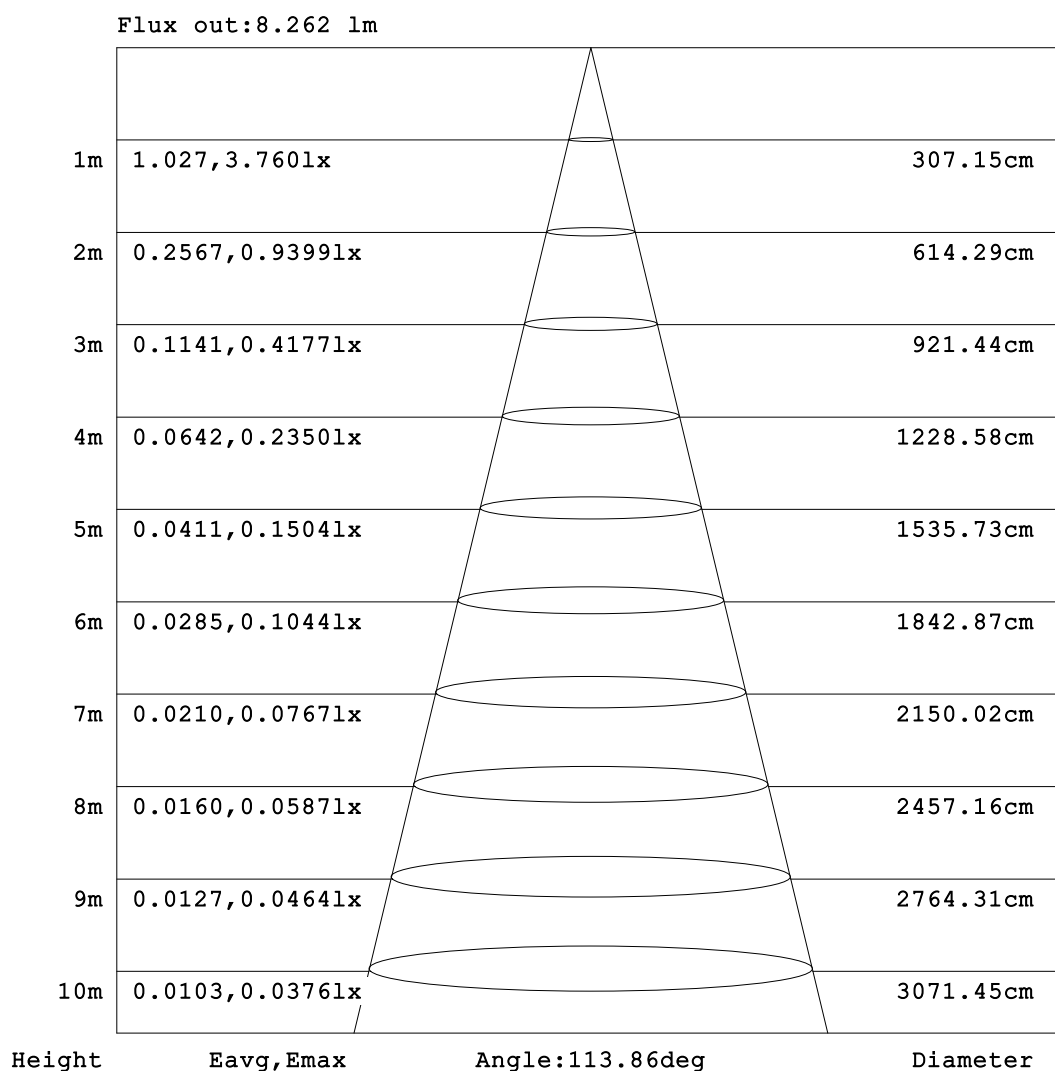 Flux out:8.262 lm
1m 1.027,3.760lx 307.15cm
2m 0.2567,0.9399lx 614.29cm
3m 0.1141,0.4177lx 921.44cm
4m 0.0642,0.2350lx 1228.58cm
5m 0.0411,0.1504lx 1535.73cm
6m 0.0285,0.1044lx 1842.87cm
7m 0.0210,0.0767lx 2150.02cm
8m 0.0160,0.0587lx 2457.16cm
9m 0.0127,0.0464lx 2764.31cm
10m 0.0103,0.0376lx 3071.45cm
Height Eavg,Emax Angle:113.86deg Diameter